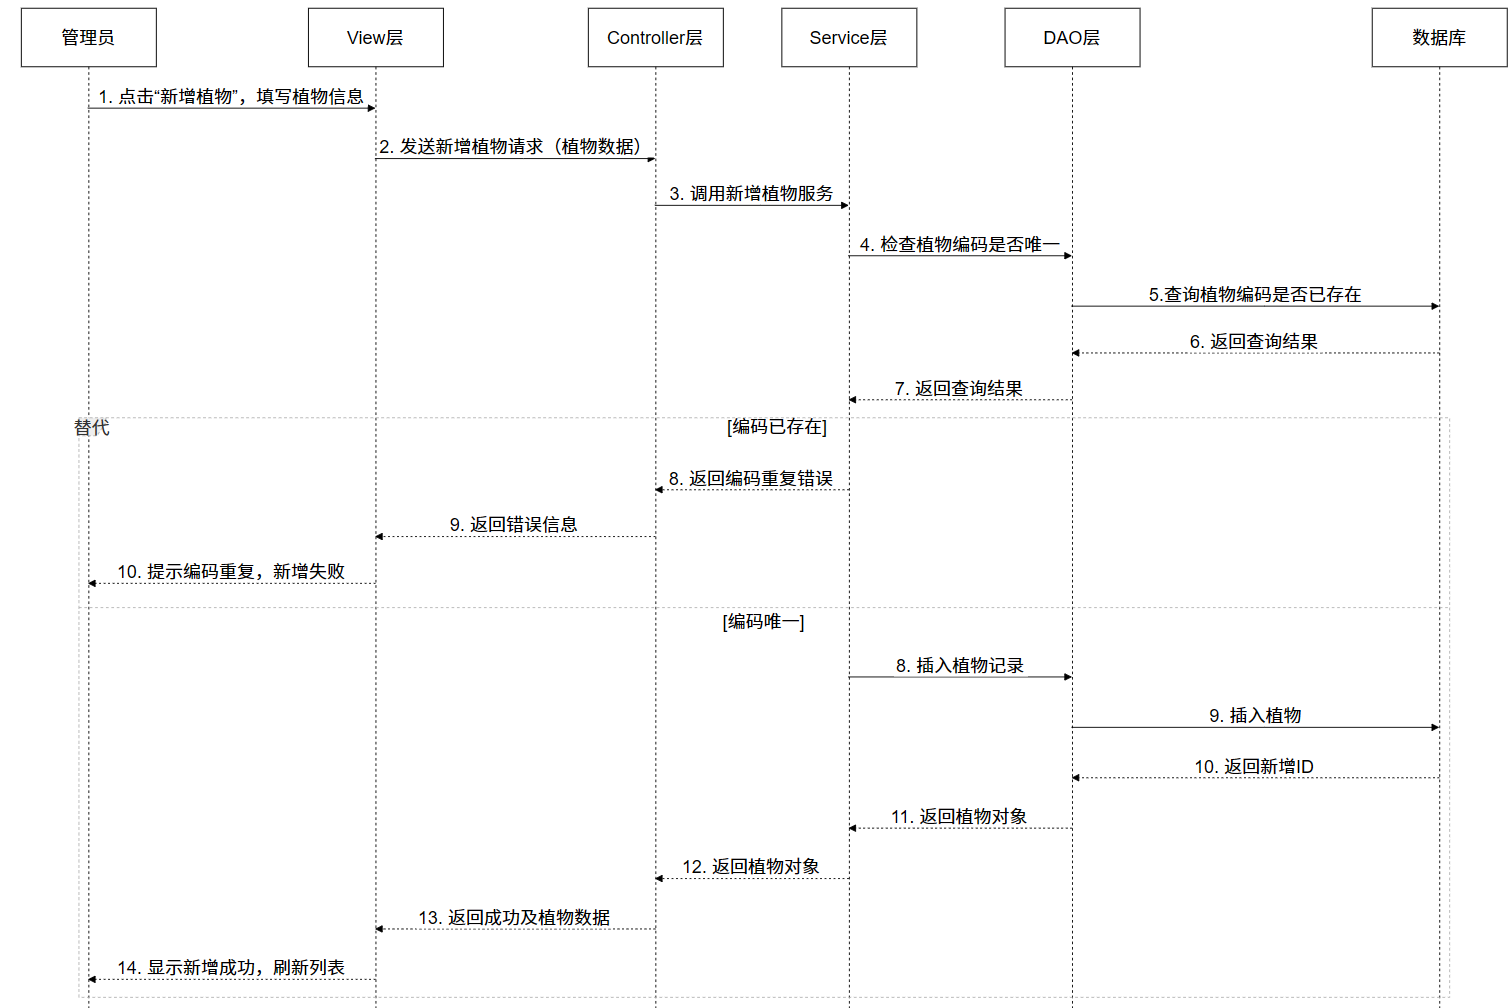 管理员
View层
Controller层
Service层
DAO层
数据库
1. 点击“新增植物”，填写植物信息
2. 发送新增植物请求（植物数据）
3. 调用新增植物服务
4. 检查植物编码是否唯一
5.查询植物编码是否已存在
6. 返回查询结果
7. 返回查询结果
替代
[编码已存在]
8. 返回编码重复错误
9. 返回错误信息
10. 提示编码重复，新增失败
[编码唯一]
8. 插入植物记录
9. 插入植物
10. 返回新增ID
11. 返回植物对象
12. 返回植物对象
13. 返回成功及植物数据
14. 显示新增成功，刷新列表